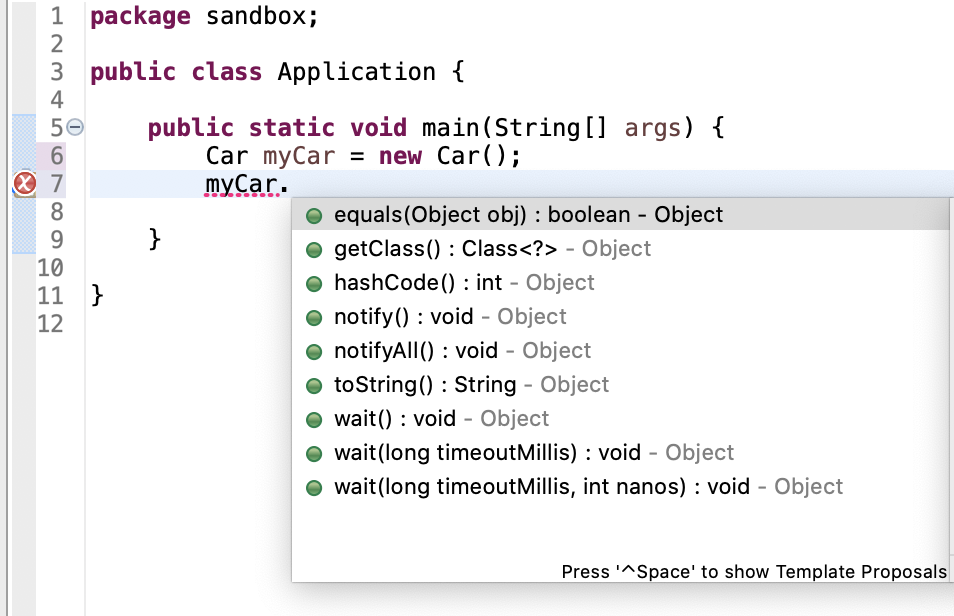 1 package sandbox;
2
3 public class Application {
4
5 public static void main(String[] args) {
6 Car myCar = new Car();
7 myCar.
8
9 }
10
11 }
12
equals(Object obj) : boolean - Object
getClass() : Class<?> - Object
hashCode() : int - Object
notify() : void - Object
notifyAll() : void - Object
toString() : String - Object
wait() : void - Object
wait(long timeoutMillis) : void - Object
wait(long timeoutMillis, int nanos) : void - Object
Press '^Space' to show Template Proposals